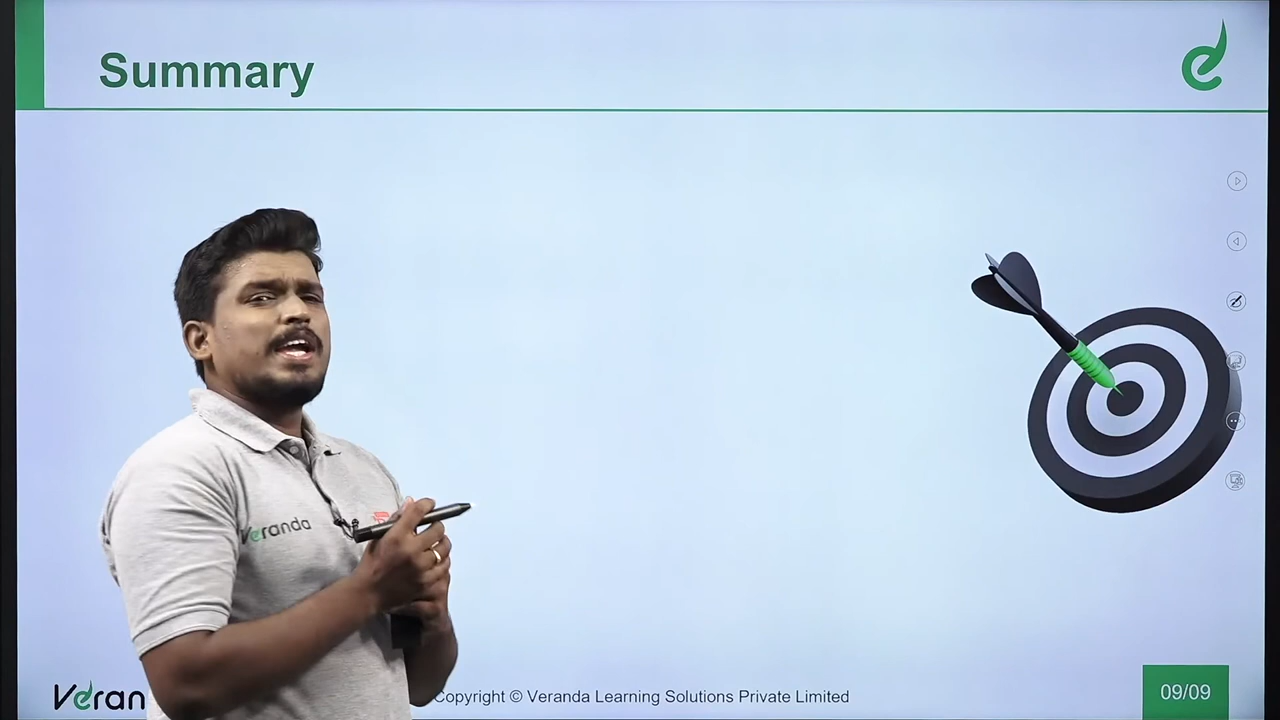 Summary
Veranda
Veran
Copyright © Veranda Learning Solutions Private Limited
09/09